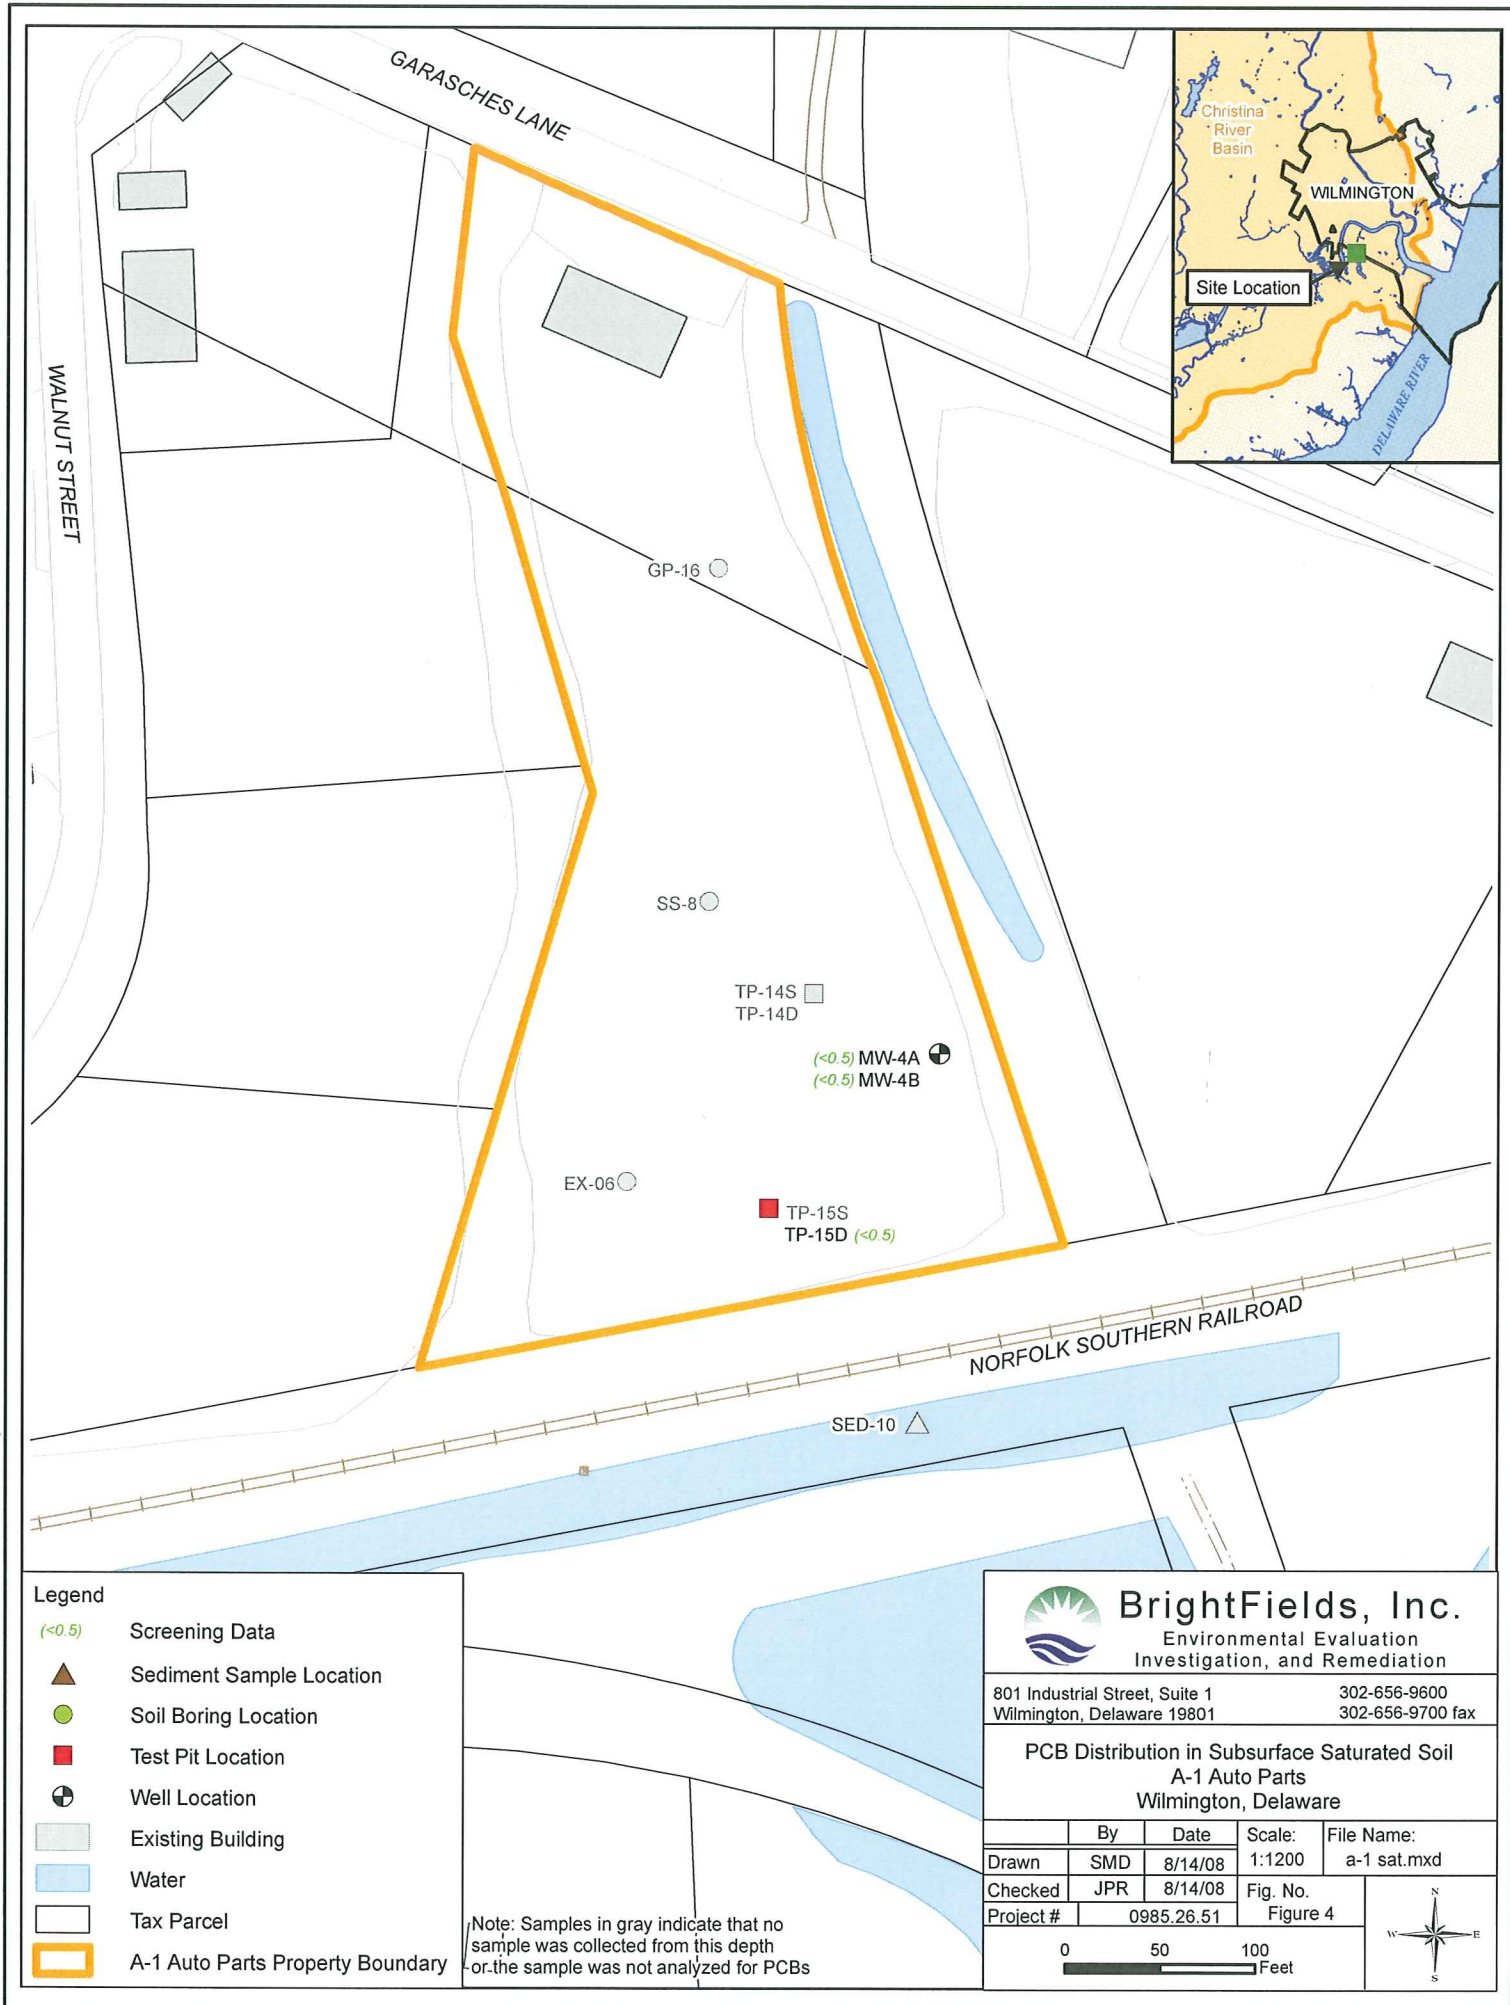 GARASCHES LANE
WALNUT STREET
Christina
River
Basin
WILMINGTON
Site Location
DELAWARE RIVER
GP-16
SS-8
TP-14S
TP-14D
(<0.5) MW-4A
(<0.5) MW-4B
EX-06
TP-15S
TP-15D (<0.5)
NORFOLK SOUTHERN RAILROAD
SED-10
Legend
(<0.5) Screening Data
Sediment Sample Location
Soil Boring Location
Test Pit Location
Well Location
Existing Building
Water
Tax Parcel
A-1 Auto Parts Property Boundary
Note: Samples in gray indicate that no
sample was collected from this depth
or the sample was not analyzed for PCBs
BrightFields, Inc.
Environmental Evaluation
Investigation, and Remediation
801 Industrial Street, Suite 1 302-656-9600
Wilmington, Delaware 19801 302-656-9700 fax
PCB Distribution in Subsurface Saturated Soil
A-1 Auto Parts
Wilmington, Delaware
By Date Scale: File Name:
Drawn SMD 8/14/08 1:1200 a-1 sat.mxd
Checked JPR 8/14/08 Fig. No.
Project # 0985.26.51 Figure 4
0 50 100
Feet
N
W E
S